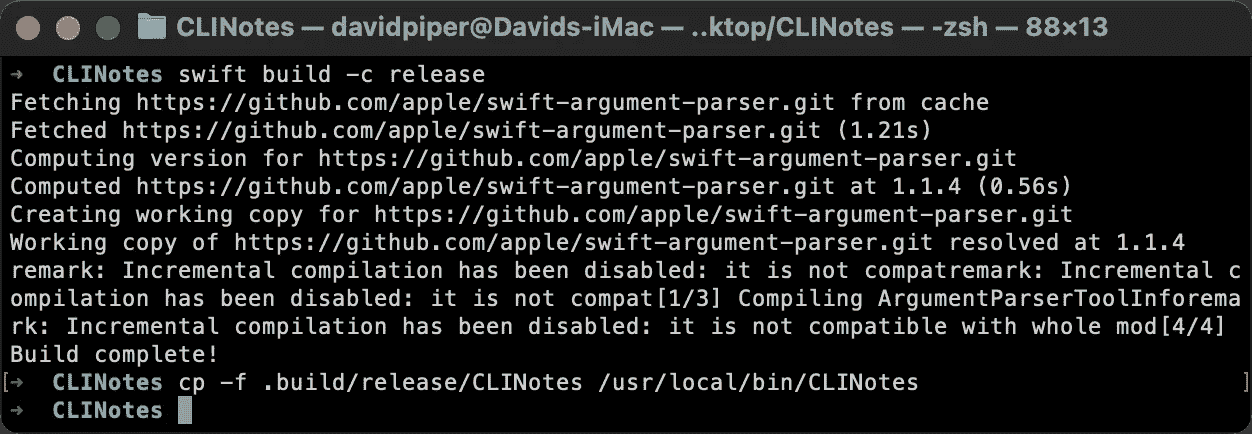 CLINotes — davidpiper@Davids-iMac — ..ktop/CLINotes — -zsh — 88×13
→ CLINotes swift build -c release
Fetching https://github.com/apple/swift-argument-parser.git from cache
Fetched https://github.com/apple/swift-argument-parser.git (1.21s)
Computing version for https://github.com/apple/swift-argument-parser.git
Computed https://github.com/apple/swift-argument-parser.git at 1.1.4 (0.56s)
Creating working copy for https://github.com/apple/swift-argument-parser.git
Working copy of https://github.com/apple/swift-argument-parser.git resolved at 1.1.4
remark: Incremental compilation has been disabled: it is not compatremark: Incremental c
ompilation has been disabled: it is not compat[1/3] Compiling ArgumentParserToolInforema
rk: Incremental compilation has been disabled: it is not compatible with whole mod[4/4]
Build complete!
[→ CLINotes cp -f .build/release/CLINotes /usr/local/bin/CLINotes ]
→ CLINotes